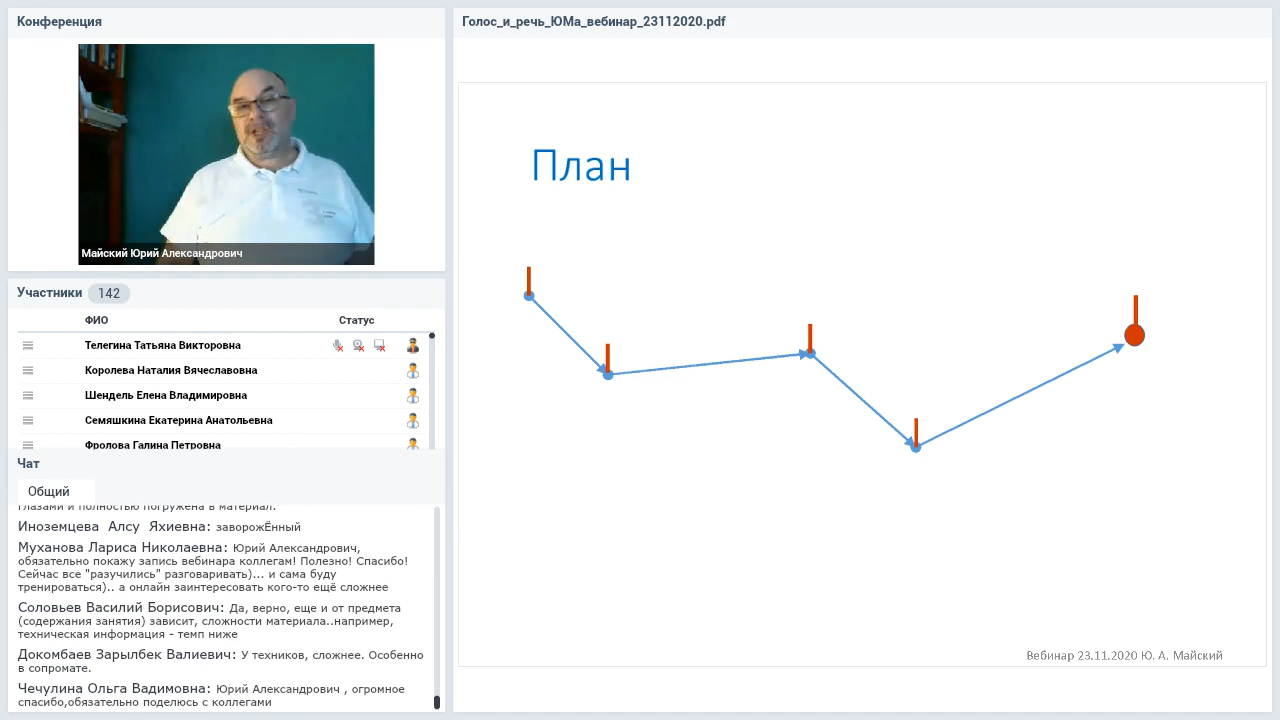 Конференция
Майский Юрий Александрович
Участники 142
ФИО Статус
Телегина Татьяна Викторовна
Королева Наталия Вячеславовна
Шендель Елена Владимировна
Семяшкина Екатерина Анатольевна
Фролова Галина Петровна
Чат
Общий
глазами и полностью погружена в материал.
Иноземцева Алсу Яхиевна: заворожЁнный
Муханова Лариса Николаевна: Юрий Александрович,
обязательно покажу запись вебинара коллегам! Полезно! Спасибо!
Сейчас все "разучились" разговаривать)... и сама буду
тренироваться).. а онлайн заинтересовать кого-то ещё сложнее
Соловьев Василий Борисович: Да, верно, еще и от предмета
(содержания занятия) зависит, сложности материала..например,
техническая информация - темп ниже
Докомбаев Зарылбек Валиевич: У техников, сложнее. Особенно
в сопромате.
Чечулина Ольга Вадимовна: Юрий Александрович , огромное
спасибо,обязательно поделюсь с коллегами
Голос_и_речь_ЮМа_вебинар_23112020.pdf
План
Вебинар 23.11.2020 Ю. А. Майский